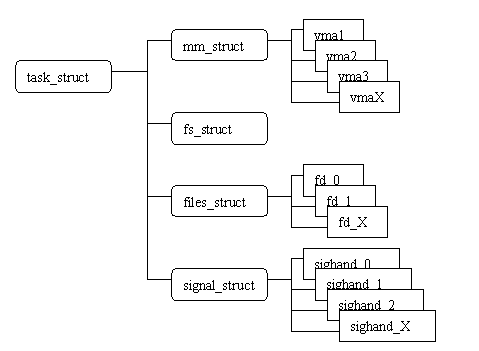 vma1
mm_struct
vma2
vma3
task_struct
vmaX
fs_struct
fd_0
files_struct
fd_1
fd_X
sighand_0
signal_struct
sighand_1
sighand_2
sighand_X